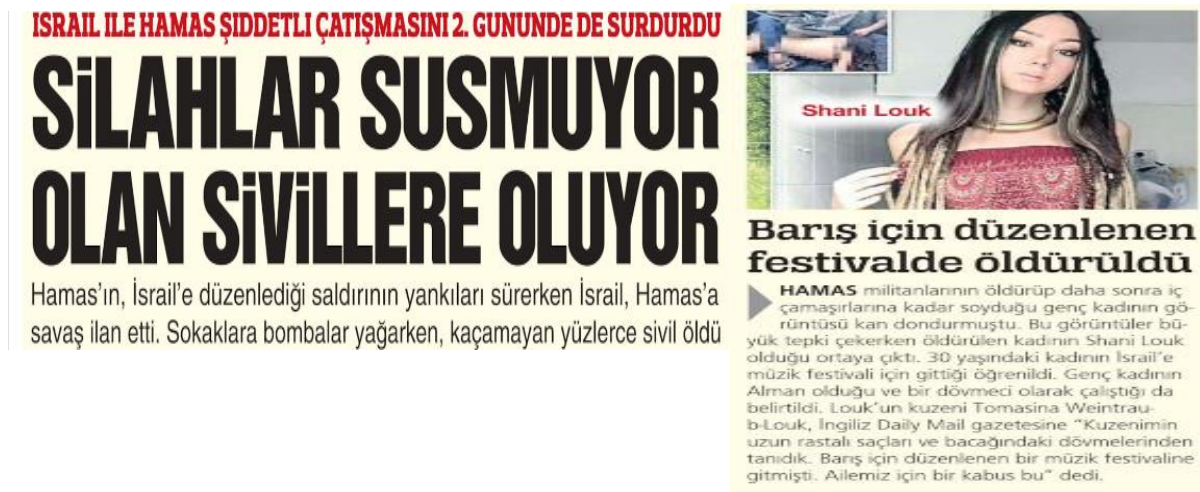 İSRAİL İLE HAMAS ŞİDDETLİ ÇATIŞMASINI 2. GÜNÜNDE DE SÜRDÜRDÜ
SİLAHLAR SUSMUYOR
OLAN SİVİLLERE OLUYOR
Hamas'ın, İsrail'e düzenlediği saldırının yankıları sürerken İsrail, Hamas'a
savaş ilan etti. Sokaklara bombalar yağarken, kaçamayan yüzlerce sivil öldü
Shani Louk
Barış için düzenlenen
festivalde öldürüldü
HAMAS militanlarının öldürüp daha sonra iç
çamaşırlarına kadar soyduğu genç kadının gö-
rüntüsü kan dondurmuştu. Bu görüntüler bü-
yük tepki çekerken öldürülen kadının Shani Louk
olduğu ortaya çıktı. 30 yaşındaki kadının İsrail'e
müzik festivali için gittiği öğrenildi. Genç kadının
Alman olduğu ve bir dövmeci olarak çalıştığı da
belirtildi. Louk'un kuzeni Tomasina Weintrau-
b-Louk, İngiliz Daily Mail gazetesine "Kuzenimin
uzun rastalı saçları ve bacağındaki dövmelerinden
tanıdık. Barış için düzenlenen bir müzik festivaline
gitmişti. Ailemiz için bir kabus bu" dedi.